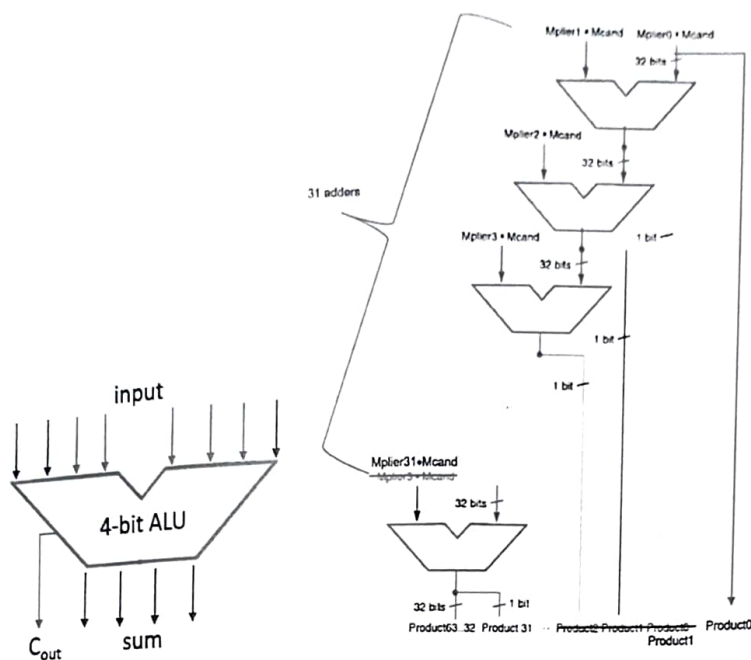 Mplier1 • Mcand Mplier0 • Mcand
32 bits
Mplier2 • Mcand
32 bits
31 adders
Mplier3 • Mcand
1 bit
32 bits
1 bit
1 bit
input
4-bit ALU
Cout
sum
Mplier31•Mcand
Mplier3 • Mcand
32 bits
32 bits
1 bit
Product63..32 Product 31 .. Product2 Product1 Product0 Product0
Product1